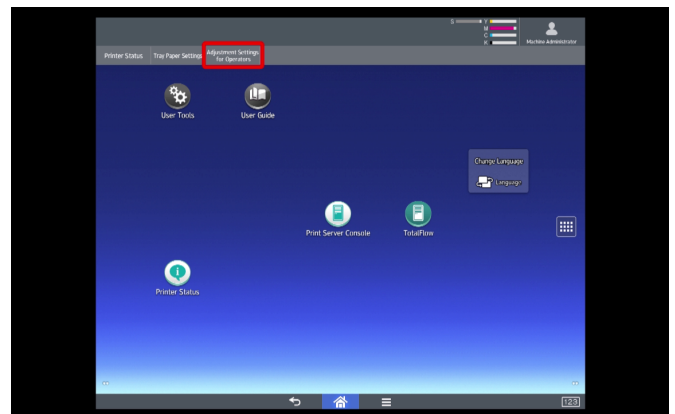 S
Y
M
C
K
Machine Administrator
Printer Status
Tray Paper Settings
Adjustment Settings
for Operators
User Tools
User Guide
Change Language
Language
Print Server Console
TotalFlow
Printer Status
123